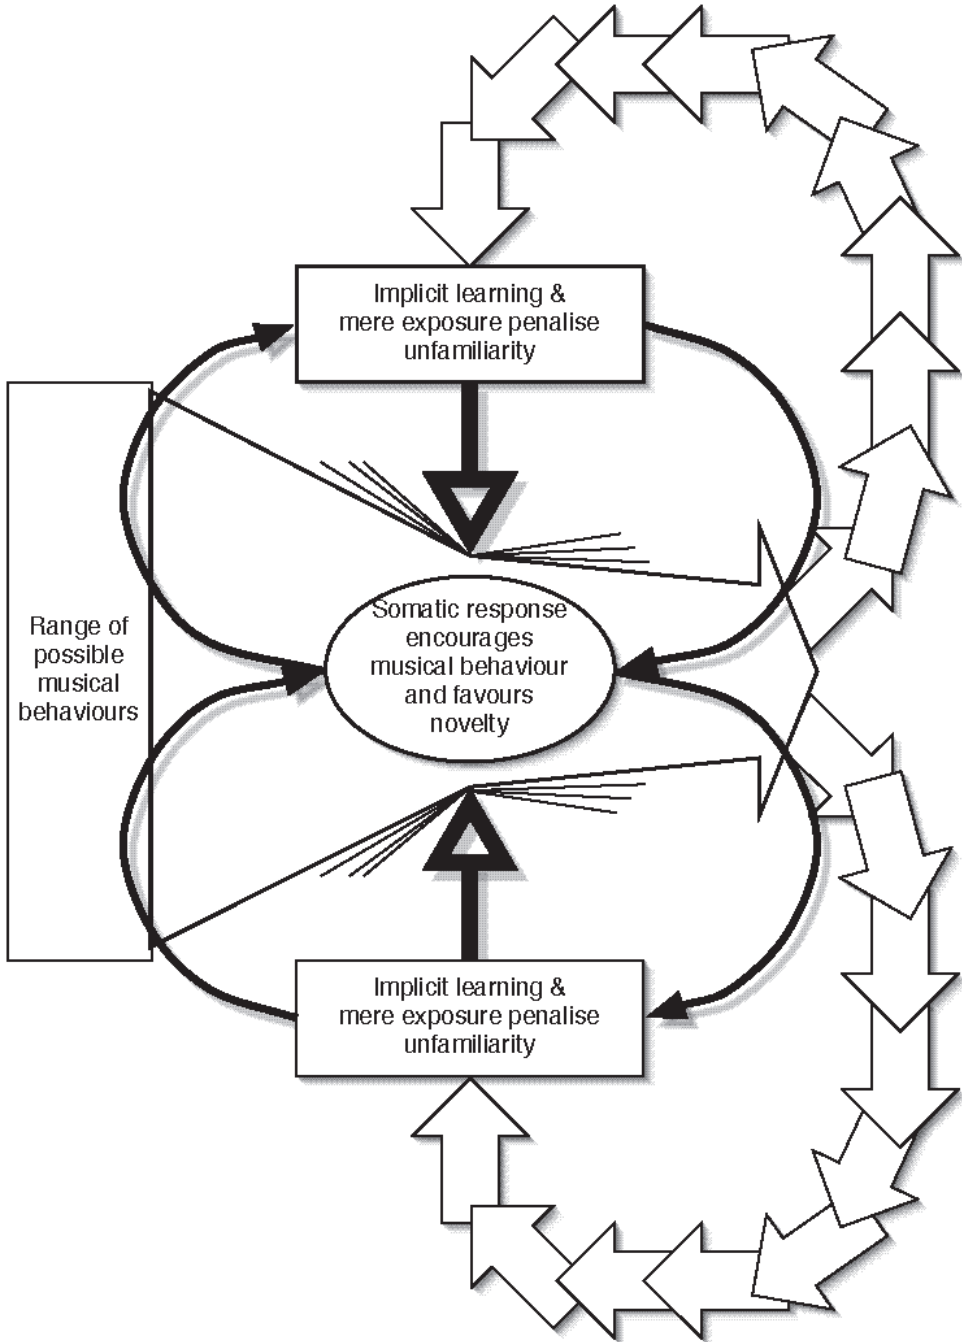 Implicit learning &
mere exposure penalise
unfamiliarity
Range of
possible
musical
behaviours
Somatic response
encourages
musical behaviour
and favours
novelty
Implicit learning &
mere exposure penalise
unfamiliarity